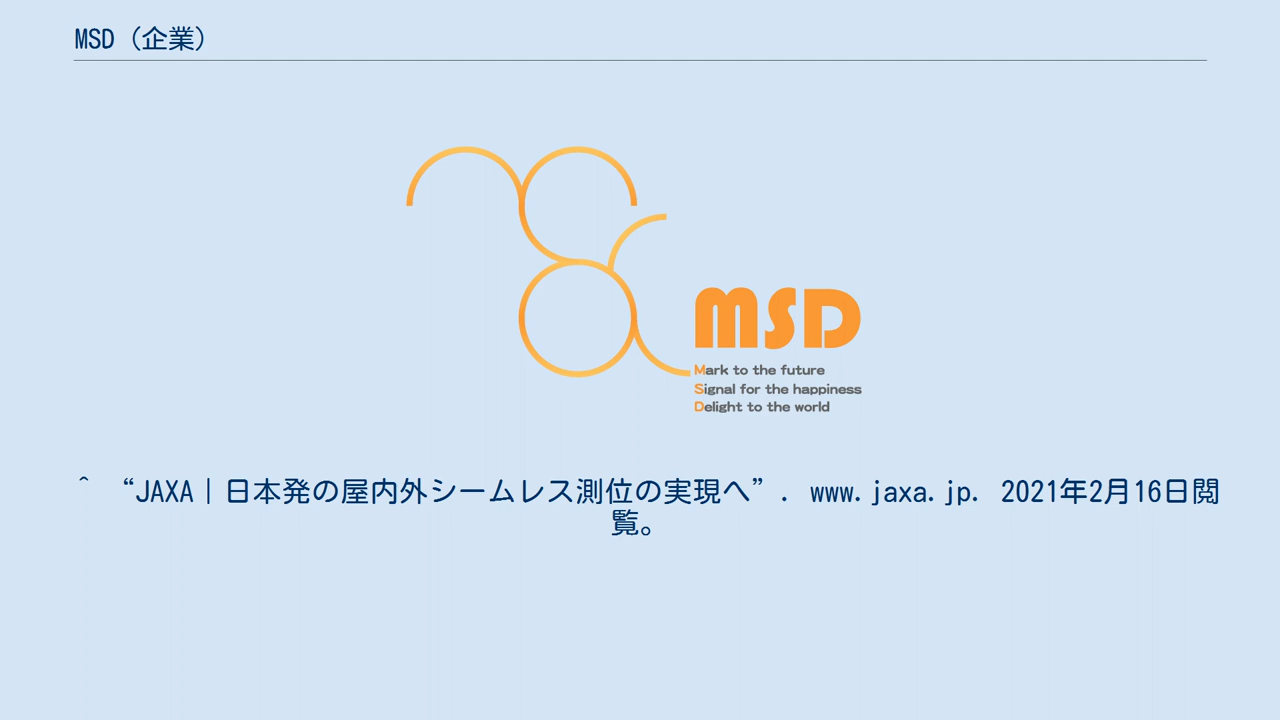 MSD（企業）
MSD
Mark to the future
Signal for the happiness
Delight to the world
^ “JAXA｜日本発の屋内外シームレス測位の実現へ”. www.jaxa.jp. 2021年2月16日閲
覧。